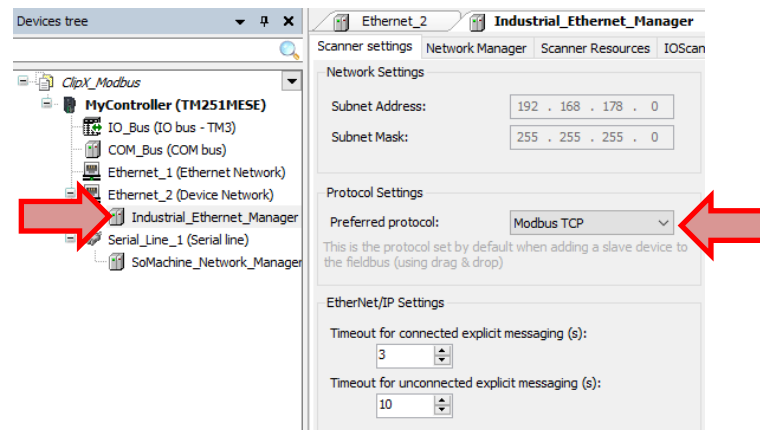 Devices tree
ClipX_Modbus
MyController (TM251MESE)
IO_Bus (IO bus - TM3)
COM_Bus (COM bus)
Ethernet_1 (Ethernet Network)
Ethernet_2 (Device Network)
Industrial_Ethernet_Manager
Serial_Line_1 (Serial line)
SoMachine_Network_Manager
Ethernet_2 Industrial_Ethernet_Manager
Scanner settings Network Manager Scanner Resources IOScan
Network Settings
Subnet Address: 192 . 168 . 178 . 0
Subnet Mask: 255 . 255 . 255 . 0
Protocol Settings
Preferred protocol: Modbus TCP
This is the protocol set by default when adding a slave device to
the fieldbus (using drag & drop)
EtherNet/IP Settings
Timeout for connected explicit messaging (s):
3
Timeout for unconnected explicit messaging (s):
10